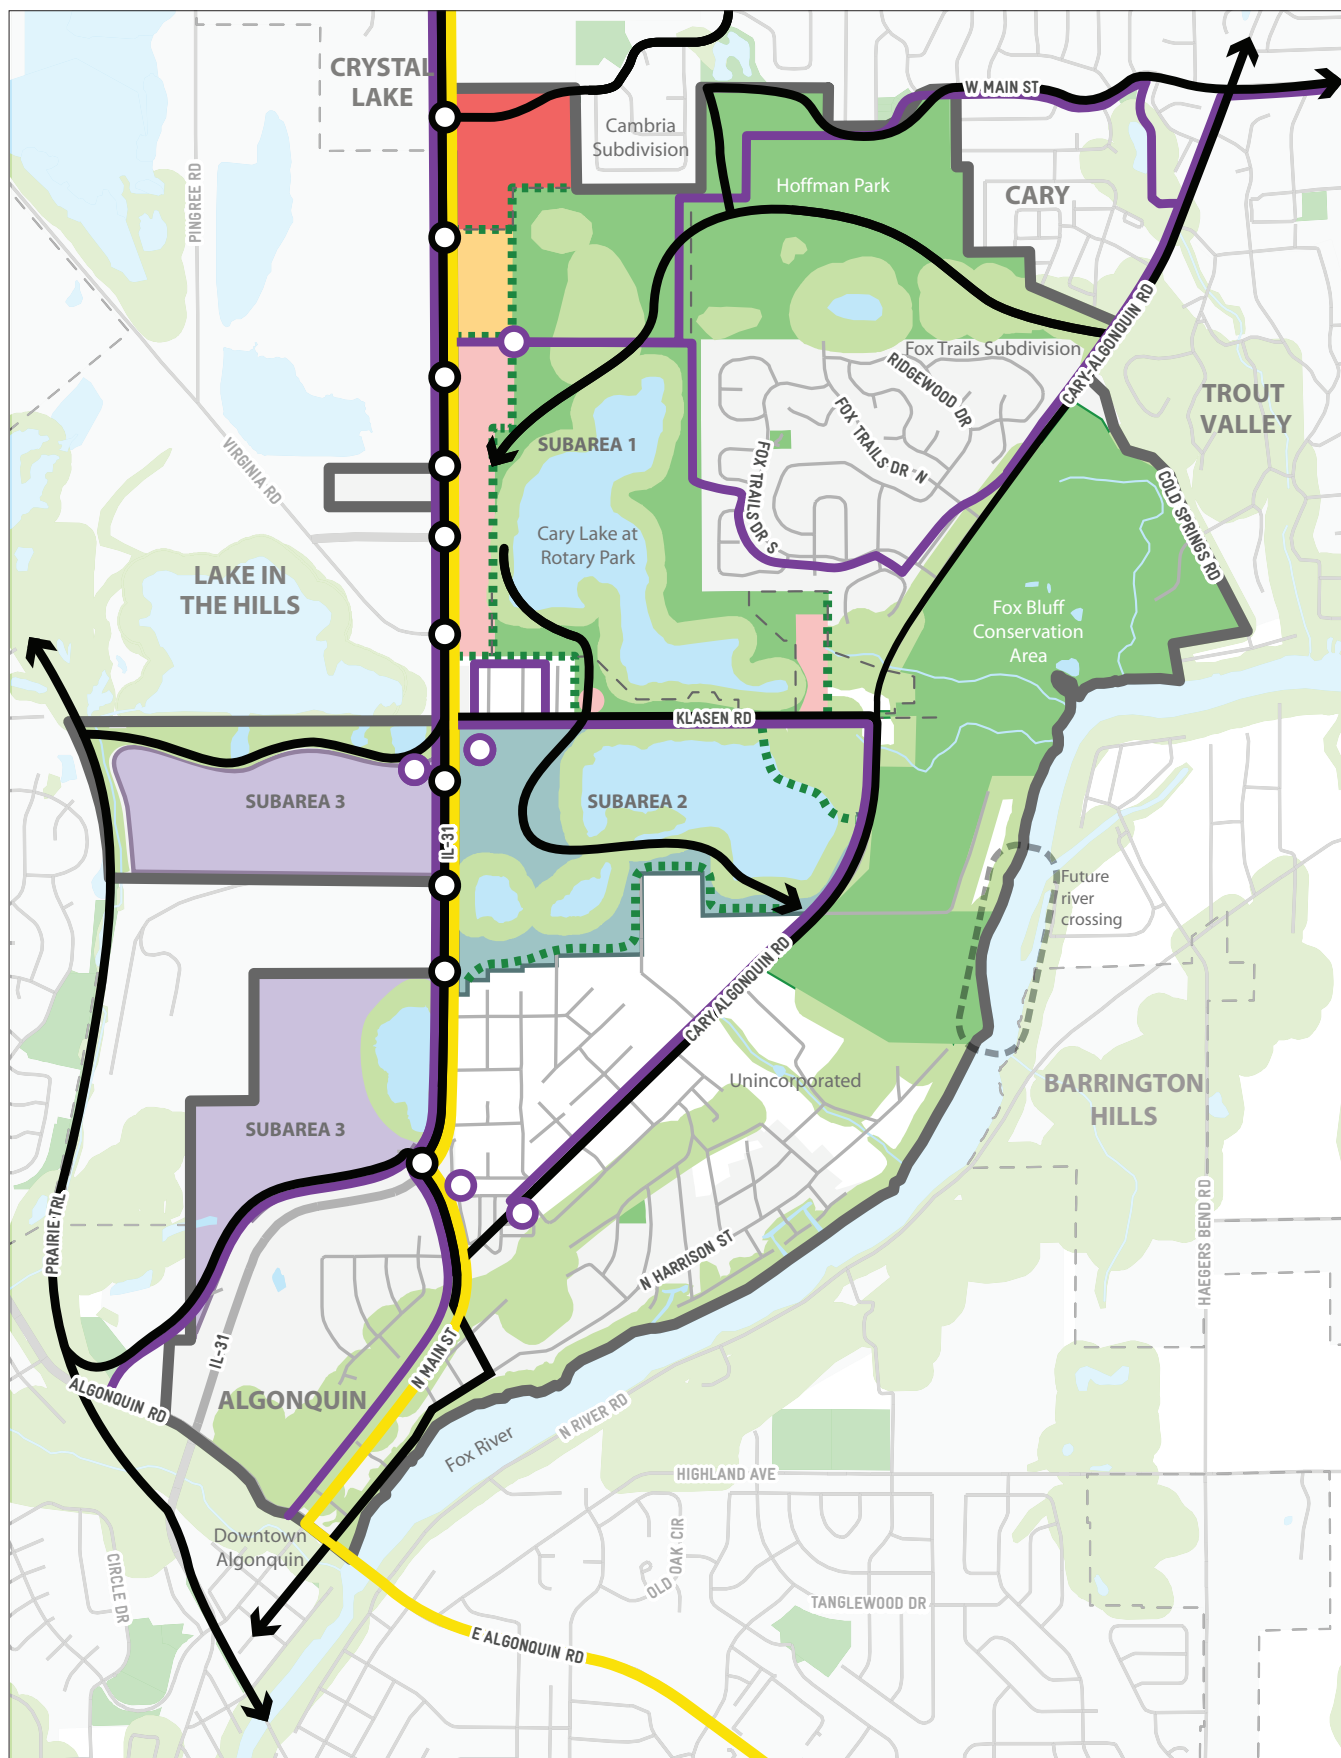 CRYSTAL
LAKE
Cambria
Subdivision
W MAIN ST
Hoffman Park
CARY
PINGREE RD
CARY-ALGONQUIN RD
Fox Trails Subdivision
RIDGEWOOD DR
FOX TRAILS DR N
TROUT
VALLEY
SUBAREA 1
FOX TRAILS DR S
VIRGINIA RD
COLD SPRINGS RD
Cary Lake at
Rotary Park
LAKE IN
THE HILLS
Fox Bluff
Conservation
Area
KLASEN RD
SUBAREA 3
SUBAREA 2
IL-31
Future
river
crossing
CARY/ALGONQUIN RD
Unincorporated
BARRINGTON
HILLS
SUBAREA 3
PRAIRIE TRL
HAEGERS BEND RD
N HARRISON ST
IL-31
N MAIN ST
ALGONQUIN RD
ALGONQUIN
N RIVER RD
Fox River
HIGHLAND AVE
Downtown
Algonquin
CIRCLE DR
OLD OAK CIR
TANGLEWOOD DR
E ALGONQUIN RD